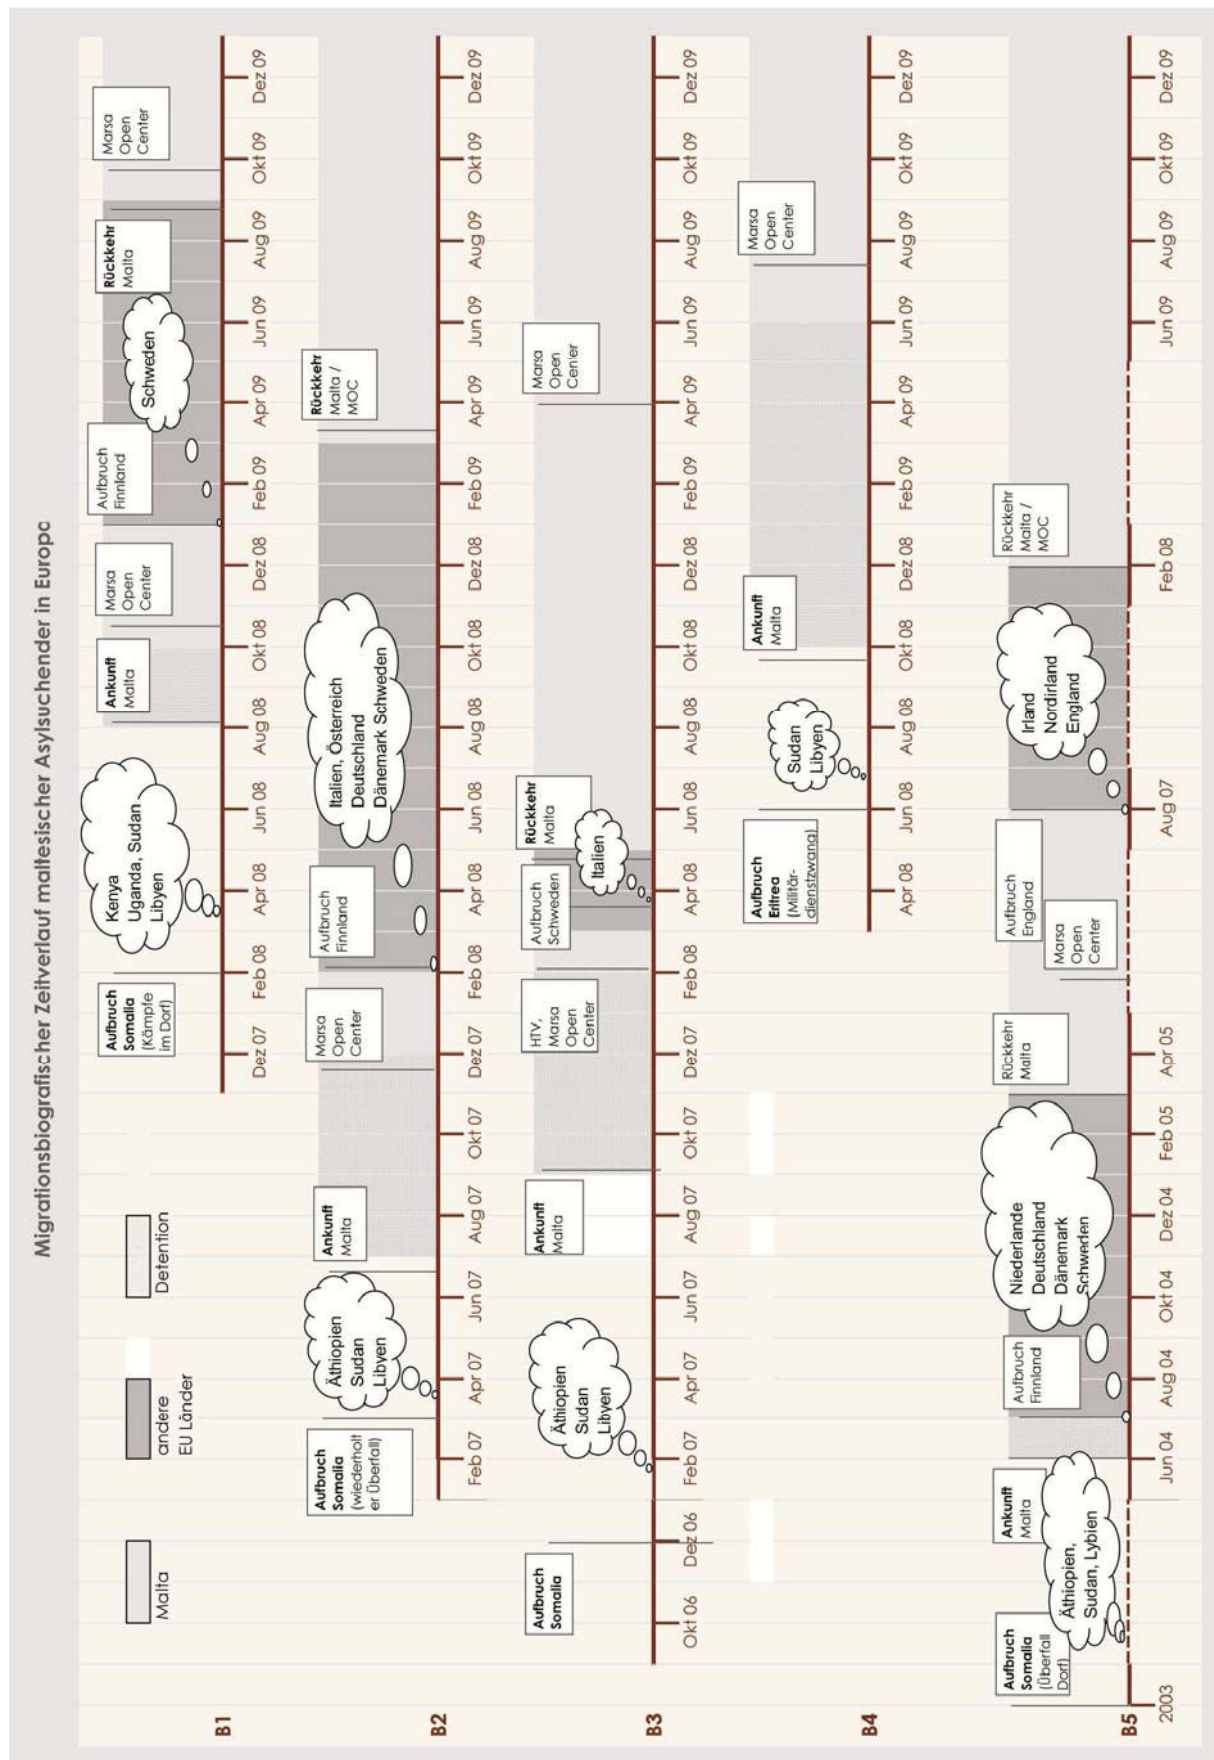 Migrationsbiografischer Zeitverlauf maltesischer Asylsuchender in Europa
Malta
andere
EU Länder
Detention
B1
Aufbruch
Somalia
(Kämpfe
im Dorf)
Kenya
Uganda, Sudan
Libyen
Ankunft
Malta
Marsa
Open
Center
Aufbruch
Finnland
Schweden
Rückkehr
Malta
Marsa
Open
Center
Dez 07
Feb 08
Apr 08
Jun 08
Aug 08
Okt 08
Dez 08
Feb 09
Apr 09
Jun 09
Aug 09
Okt 09
Dez 09
B2
Aufbruch
Somalia
(wiederholt
er Überfall)
Äthiopien
Sudan
Libyen
Ankunft
Malta
Marsa
Open
Center
Aufbruch
Finnland
Italien, Österreich
Deutschland
Dänemark Schweden
Rückkehr
Malta /
MOC
Feb 07
Apr 07
Jun 07
Aug 07
Okt 07
Dez 07
Feb 08
Apr 08
Jun 08
Aug 08
Okt 08
Dez 08
Feb 09
Apr 09
Jun 09
Aug 09
Okt 09
Dez 09
B3
Aufbruch
Somalia
Äthiopien
Sudan
Libyen
Ankunft
Malta
HTV,
Marsa
Open
Center
Aufbruch
Schweden
Italien
Rückkehr
Malta
Marsa
Open
Center
Okt 06
Dez 06
Feb 07
Apr 07
Jun 07
Aug 07
Okt 07
Dez 07
Feb 08
Apr 08
Jun 08
Aug 08
Okt 08
Dez 08
Feb 09
Apr 09
Jun 09
Aug 09
Okt 09
Dez 09
B4
Aufbruch
Eritrea
(Militär-
dienstzwang)
Sudan
Libyen
Ankunft
Malta
Marsa
Open
Center
Apr 08
Jun 08
Aug 08
Okt 08
Dez 08
Feb 09
Apr 09
Jun 09
Aug 09
Okt 09
Dez 09
B5
Aufbruch
Somalia
(Überfall
Dorf)
Äthiopien,
Sudan, Lybien
Ankunft
Malta
Aufbruch
Finnland
Niederlande
Deutschland
Dänemark
Schweden
Rückkehr
Malta
Marsa
Open
Center
Aufbruch
England
Irland
Nordirland
England
Rückkehr
Malta /
MOC
2003
Jun 04
Aug 04
Okt 04
Dez 04
Feb 05
Apr 05
Aug 07
Feb 08
Jun 09
Aug 09
Okt 09
Dez 09